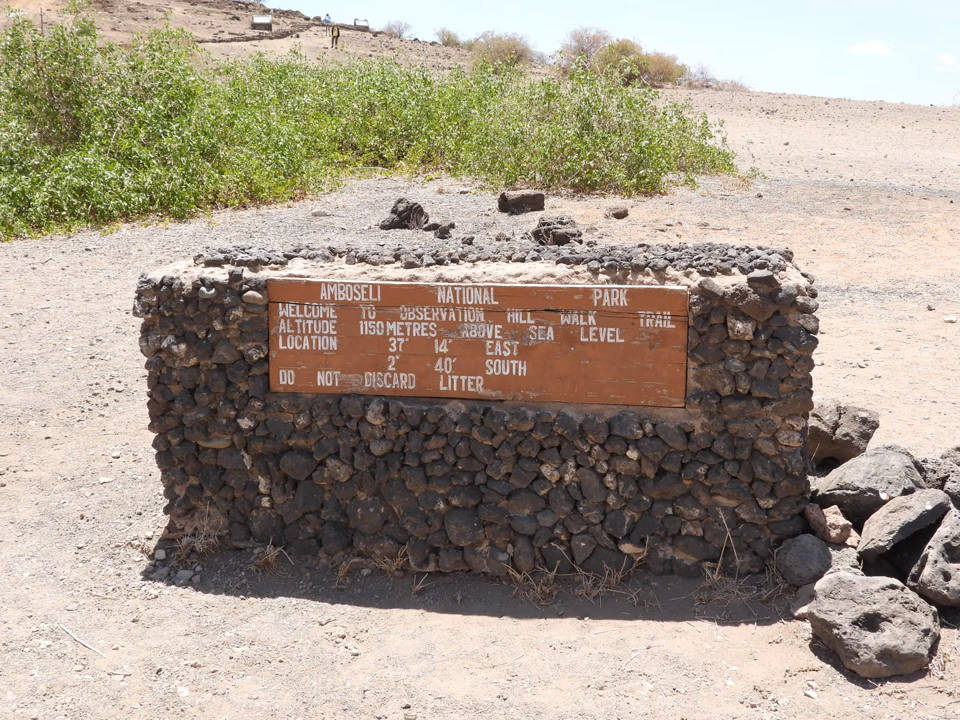 AMBOSELI NATIONAL PARK
WELCOME TO OBSERVATION HILL WALK TRAIL
ALTITUDE 1150 METRES ABOVE SEA LEVEL
LOCATION 37° 14′ EAST
2° 40′ SOUTH
DO NOT DISCARD LITTER